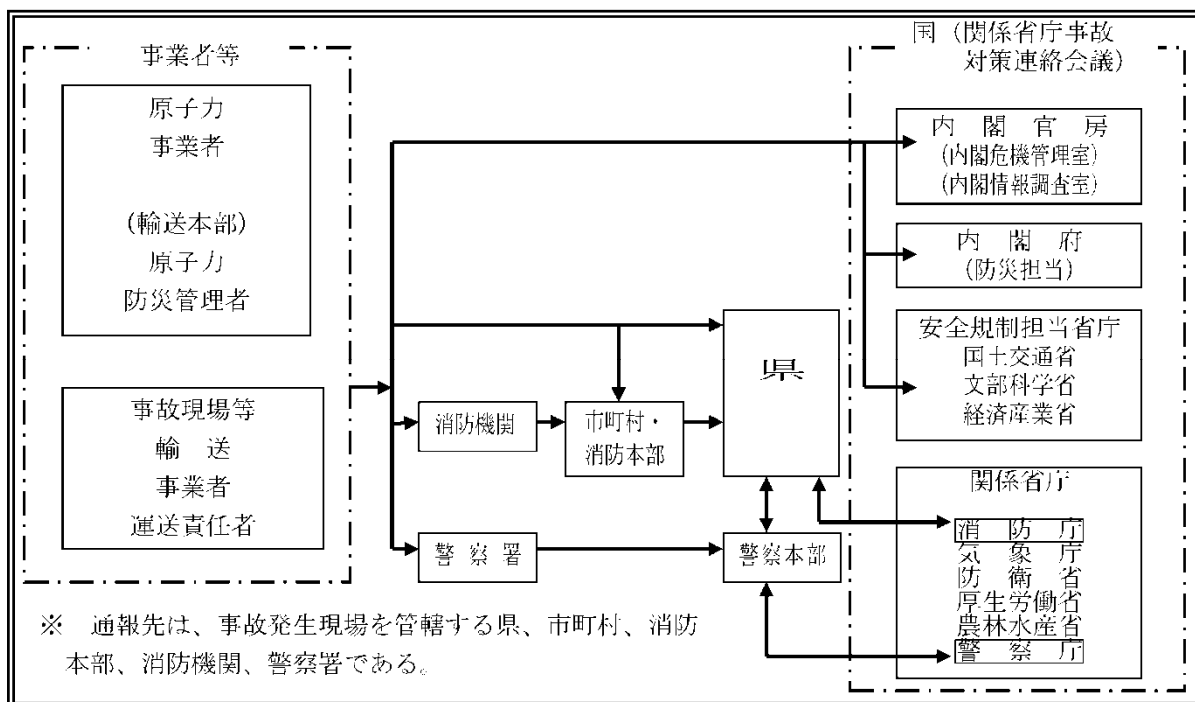 事業者等
原子力
事業者
(輸送本部)
原子力
防災管理者
事故現場等
輸 送
事業者
運送責任者
消防機関
市町村・
消防本部
県
警 察 署
警察本部
国(関係省庁事故
対策連絡会議)
内 閣 官 房
(内閣危機管理室)
(内閣情報調査室)
内 閣 府
(防災担当)
安全規制担当省庁
国土交通省
文部科学省
経済産業省
関係省庁
消 防 庁
気 象 庁
防 衛 省
厚生労働省
農林水産省
警 察 庁
※ 通報先は、事故発生現場を管轄する県、市町村、消防
本部、消防機関、警察署である。